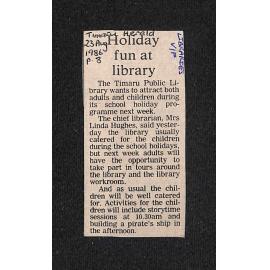 Timaru Herald
23 Aug
1986
p. 8
LIBRARIES
V/F
Holiday
fun at
library
The Timaru Public Li-
brary wants to attract both
adults and children during
its school holiday pro-
gramme next week.
The chief librarian, Mrs
Linda Hughes, said yester-
day the library usually
catered for the children
during the school holidays,
but next week adults will
have the opportunity to
take part in tours around
the library and the library
workroom.
And as usual the chil-
dren will be well catered
for. Activities for the chil-
dren will include storytime
sessions at 10.30am and
building a pirate's ship in
the afternoon.